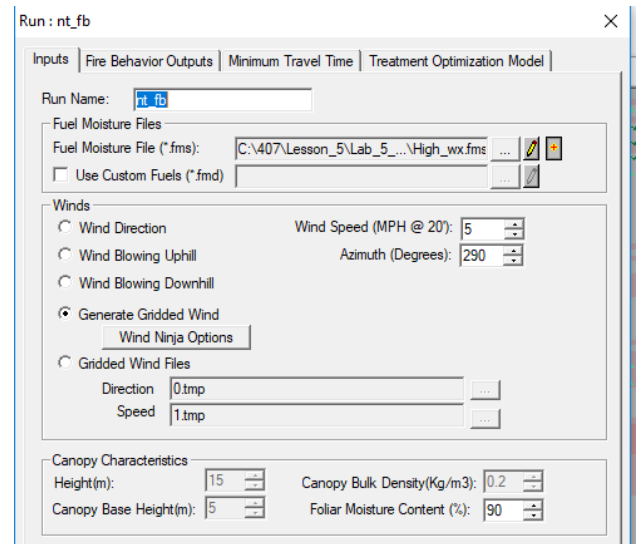 Run : nt_fb
Inputs Fire Behavior Outputs Minimum Travel Time Treatment Optimization Model
Run Name: nt_fb
Fuel Moisture Files
Fuel Moisture File (*.fms): C:\407\Lesson_5\Lab_5_...\High_wx.fms ...
Use Custom Fuels (*.fmd) ...
Winds
Wind Direction Wind Speed (MPH @ 20'): 5
Wind Blowing Uphill Azimuth (Degrees): 290
Wind Blowing Downhill
Generate Gridded Wind
Wind Ninja Options
Gridded Wind Files
Direction 0.tmp ...
Speed 1.tmp ...
Canopy Characteristics
Height(m): 15 Canopy Bulk Density(Kg/m3): 0.2
Canopy Base Height(m): 5 Foliar Moisture Content (%): 90